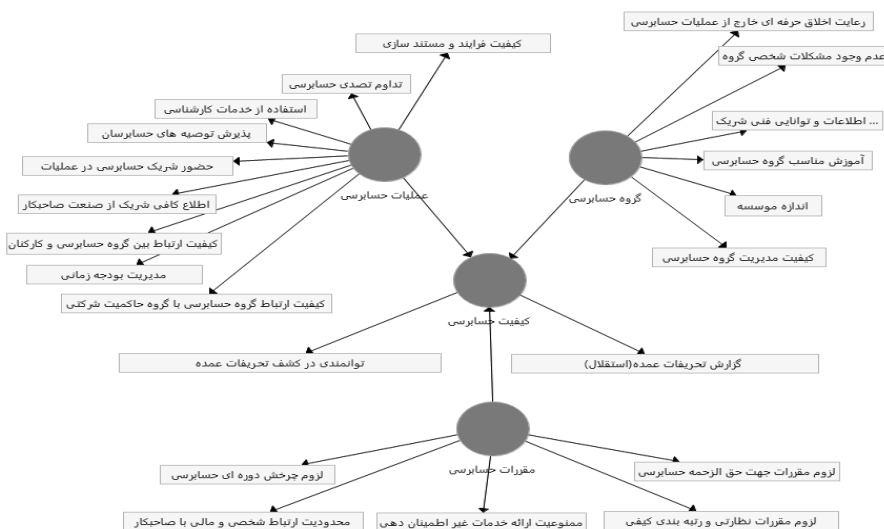 رعایت اخلاق حرفه ای خارج از عملیات حسابرسی
عدم وجود مشکلات شخصی گروه
اطلاعات و توانایی فنی شریک ...
آموزش مناسب گروه حسابرسی
اندازه موسسه
کیفیت مدیریت گروه حسابرسی
گروه حسابرسی
کیفیت فرایند و مستند سازی
تداوم تصدی حسابرسی
استفاده از خدمات کارشناسی
پذیرش توصیه های حسابرسان
حضور شریک حسابرسی در عملیات
اطلاع کافی شریک از صنعت صاحبکار
کیفیت ارتباط بین گروه حسابرسی و کارکنان
مدیریت بودجه زمانی
کیفیت ارتباط گروه حسابرسی با گروه حاکمیت شرکتی
عملیات حسابرسی
کیفیت حسابرسی
گزارش تحریفات عمده(استقلال)
توانمندی در کشف تحریفات عمده
مقررات حسابرسی
لزوم مقررات جهت حق الزحمه حسابرسی
لزوم چرخش دوره ای حسابرسی
لزوم مقررات نظارتی و رتبه بندی کیفی
ممنوعیت ارائه خدمات غیر اطمینان دهی
محدودیت ارتباط شخصی و مالی با صاحبکار